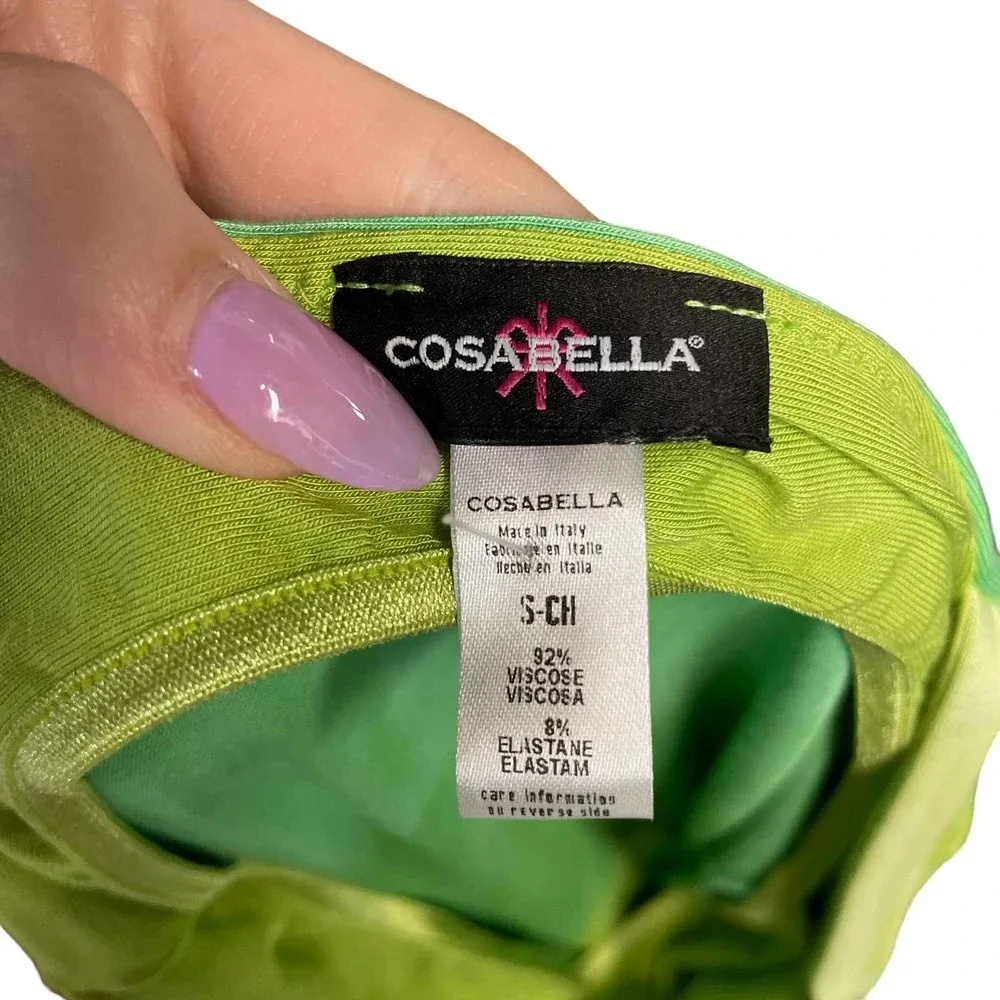 COSABELLA®
COSABELLA
Made in Italy
Fabriqué en Italie
Hecho en Italia
S-CH
92%
VISCOSE
VISCOSA
8%
ELASTANE
ELASTAM
care information
on reverse side